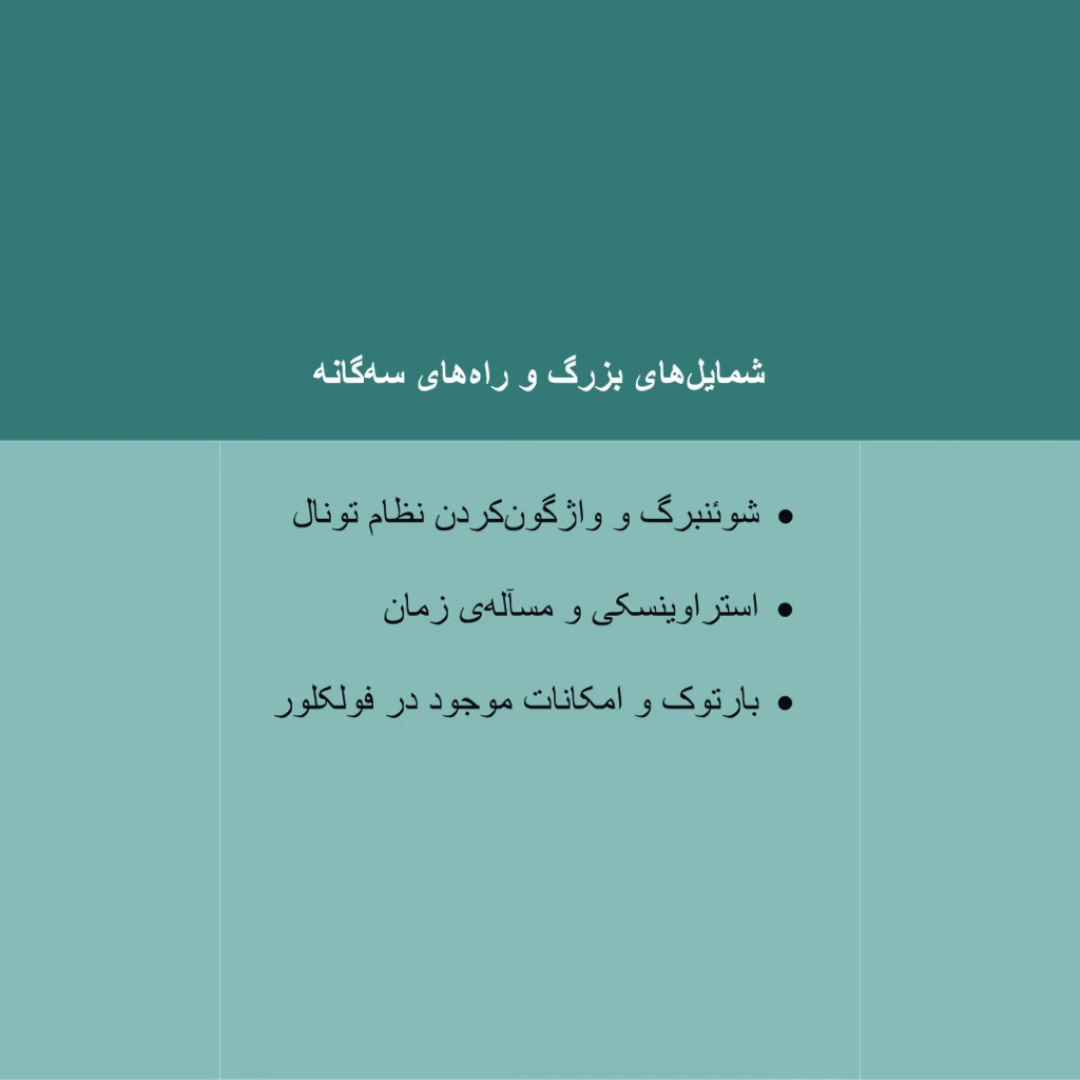 شمایل‌های بزرگ و راه‌های سه‌گانه
• شوئنبرگ و واژگون‌کردن نظام تونال
• استراوینسکی و مسآله‌ی زمان
• بارتوک و امکانات موجود در فولکلور